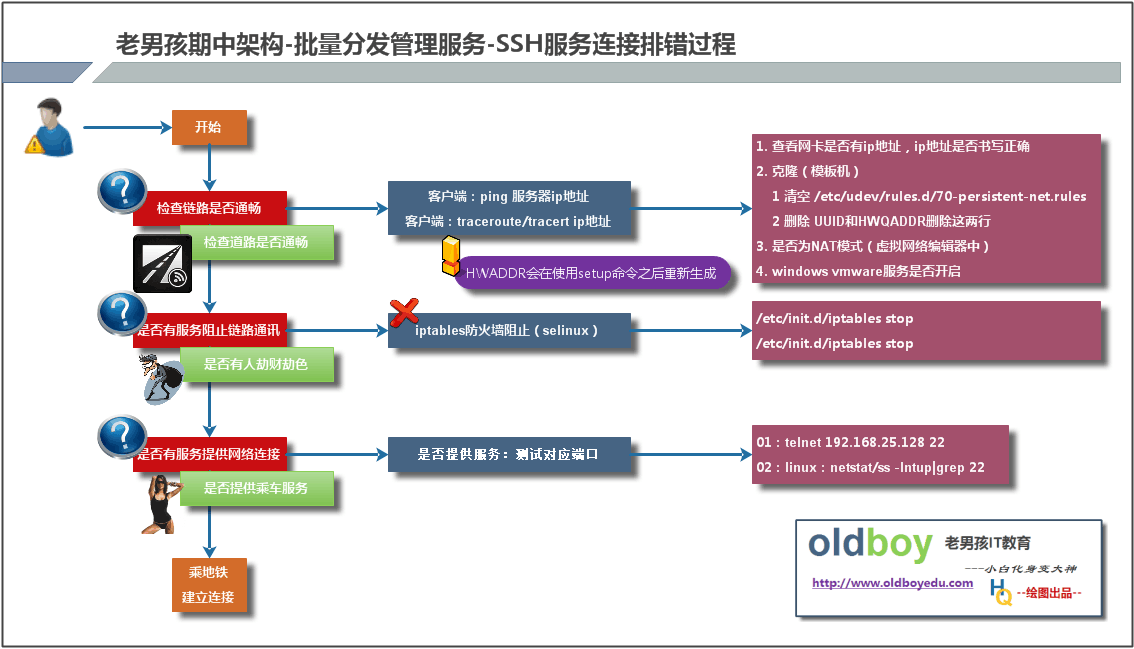 老男孩期中架构-批量分发管理服务-SSH服务连接排错过程
开始
检查链路是否通畅
检查道路是否通畅
客户端：ping 服务器ip地址
客户端：traceroute/tracert ip地址
HWADDR会在使用setup命令之后重新生成
1. 查看网卡是否有ip地址，ip地址是否书写正确
2. 克隆（模板机）
1 清空 /etc/udev/rules.d/70-persistent-net.rules
2 删除 UUID和HWQADDR删除这两行
3. 是否为NAT模式（虚拟网络编辑器中）
4. windows vmware服务是否开启
是否有服务阻止链路通讯
是否有人劫财劫色
iptables防火墙阻止（selinux）
/etc/init.d/iptables stop
/etc/init.d/iptables stop
是否有服务提供网络连接
是否提供乘车服务
是否提供服务：测试对应端口
01：telnet 192.168.25.128 22
02：linux：netstat/ss -lntup|grep 22
乘地铁
建立连接
oldboy 老男孩IT教育
---小白化身变大神
http://www.oldboyedu.com
HQ --绘图出品--